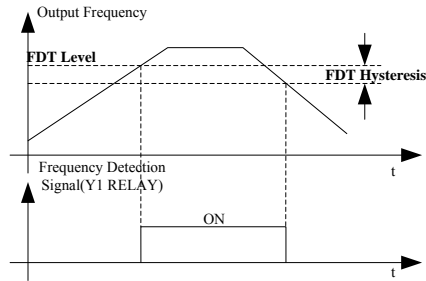 Output Frequency
FDT Level
FDT Hysteresis
t
Frequency Detection
Signal(Y1 RELAY)
ON
t